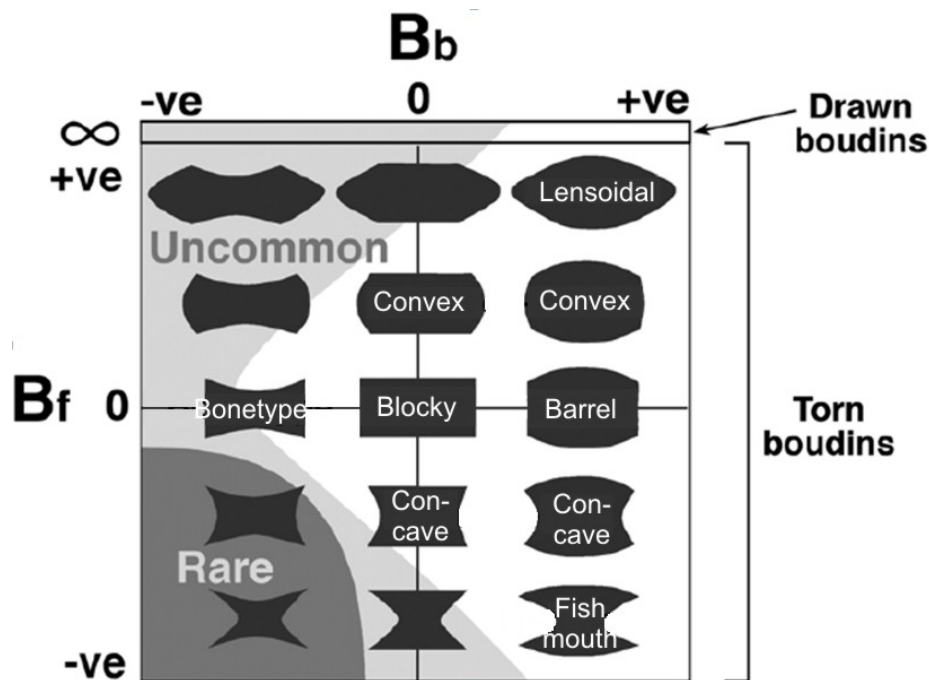 Bb
-ve 0 +ve
∞
+ve
Drawn
boudins
Lensoidal
Uncommon
Convex
Convex
Bf 0
Bonetype
Blocky
Barrel
Torn
boudins
Con-
cave
Con-
cave
Rare
Fish
mouth
-ve